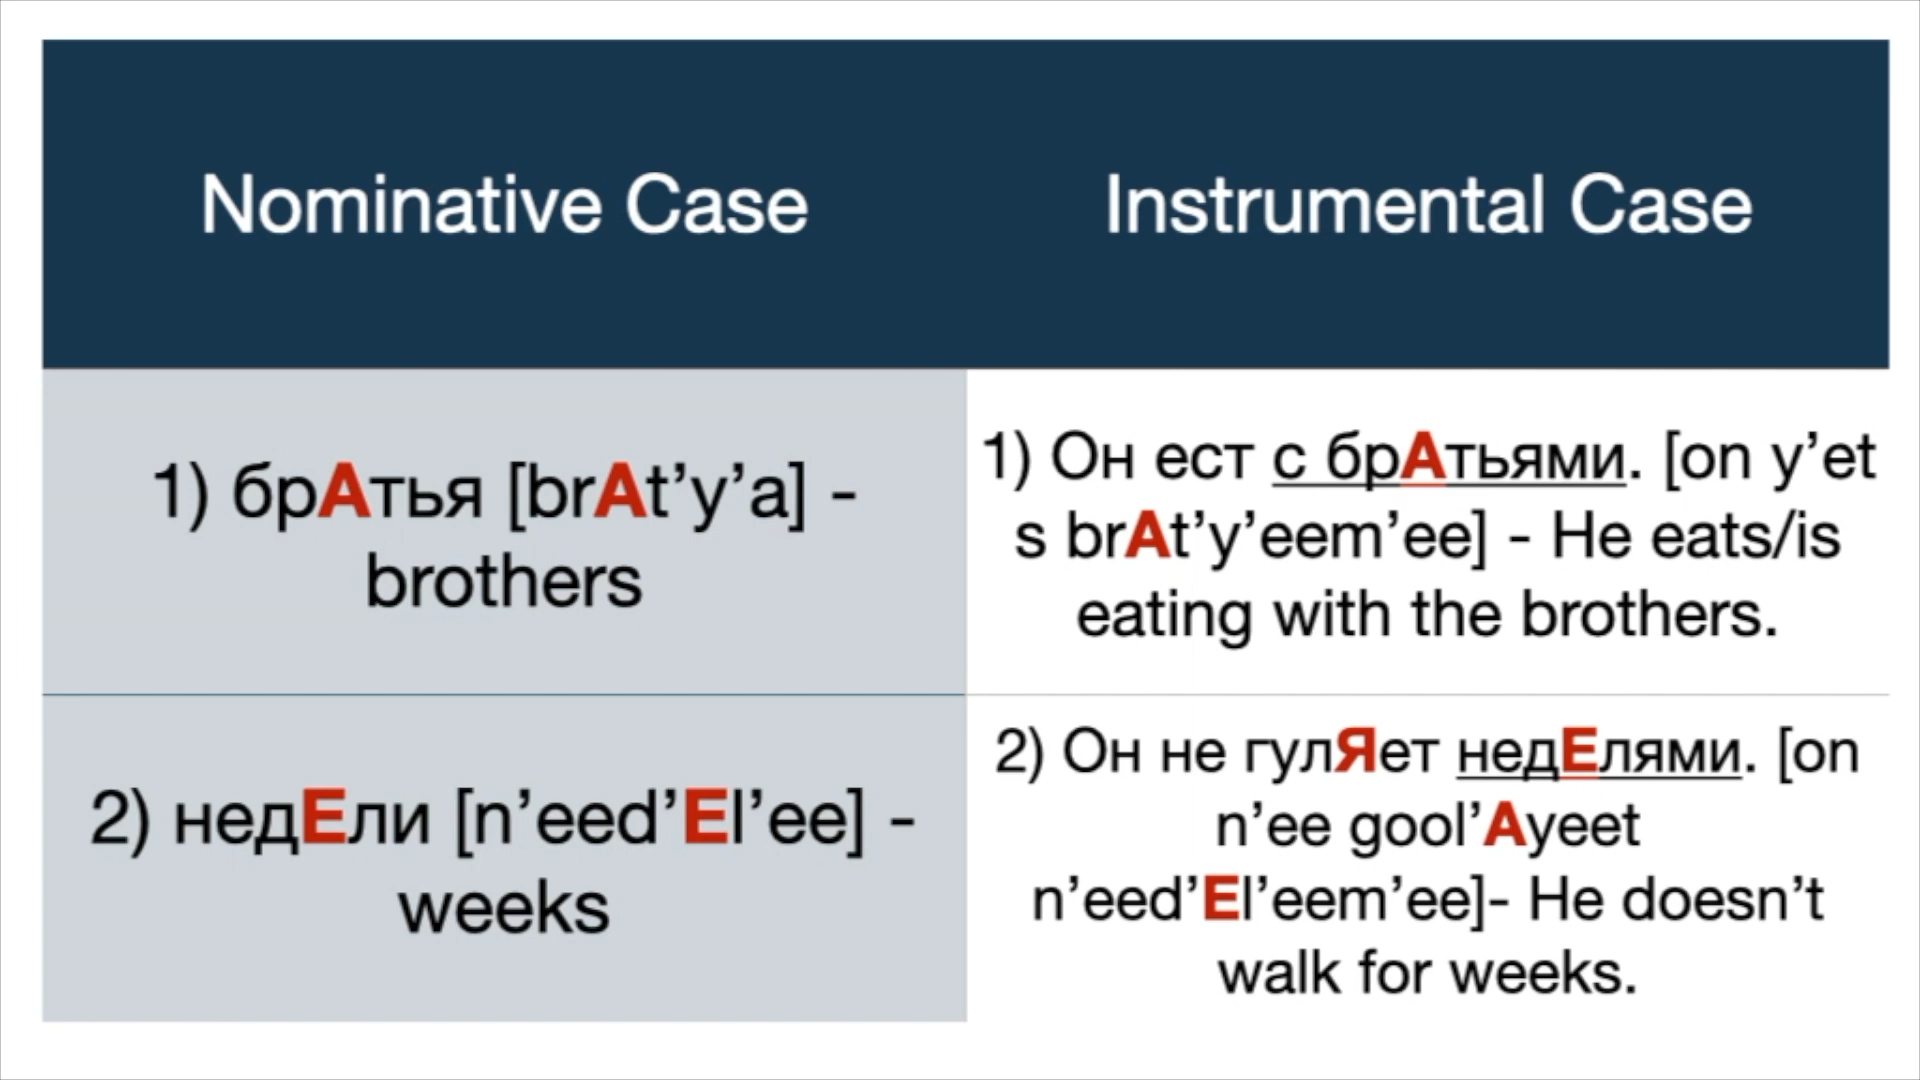 Nominative Case
Instrumental Case
1) брАтья [brAt’y’a] -
brothers
1) Он ест с брАтьями. [on y’et
s brAt’y’eem’ee] - He eats/is
eating with the brothers.
2) недЕли [n’eed’El’ee] -
weeks
2) Он не гулЯет недЕлями. [on
n’ee gool’Ayeet
n’eed’El’eem’ee]- He doesn’t
walk for weeks.